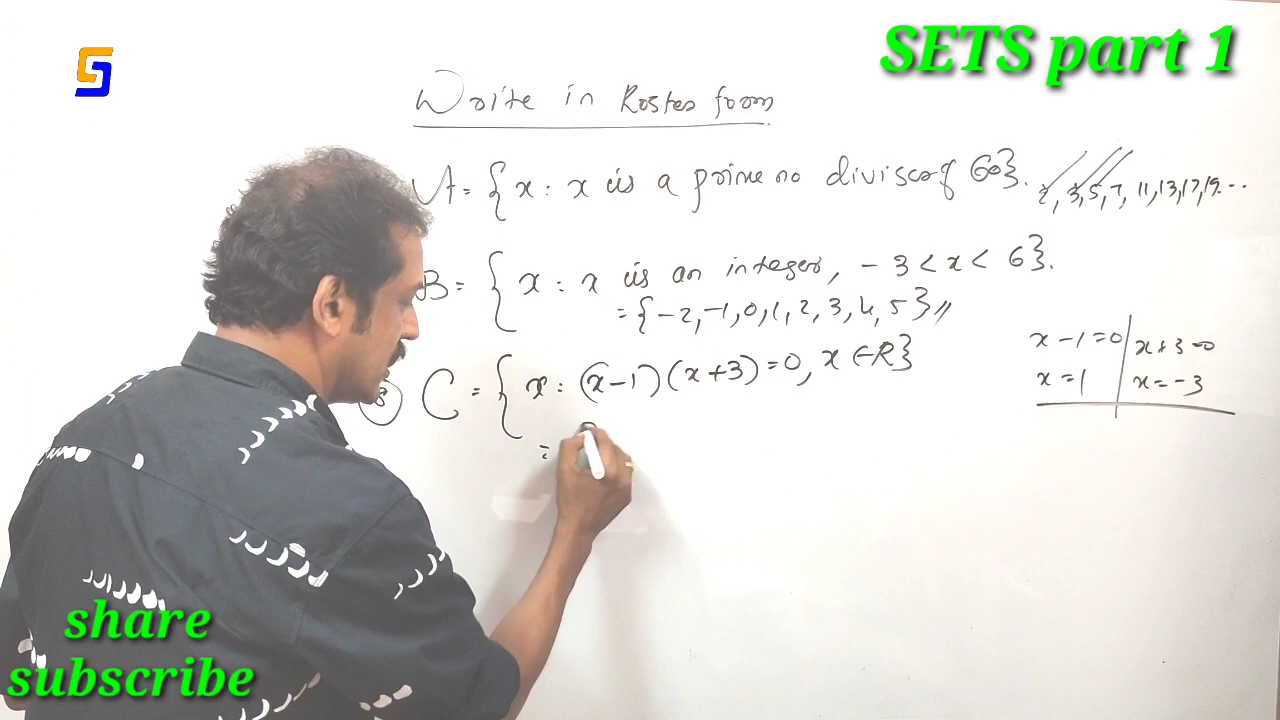 SETS part 1
Write in Roster form
A = {x : x is a prime no divisor of 60}.
2, 3, 5, 7, 11, 13, 17, 19...
B = {x : x is an integer, -3 < x < 6}.
= {-2, -1, 0, 1, 2, 3, 4, 5}//
C = {x : (x-1)(x+3)=0, x ∈ R}
=
x-1=0 x+3=0
x=1 x=-3
share
subscribe